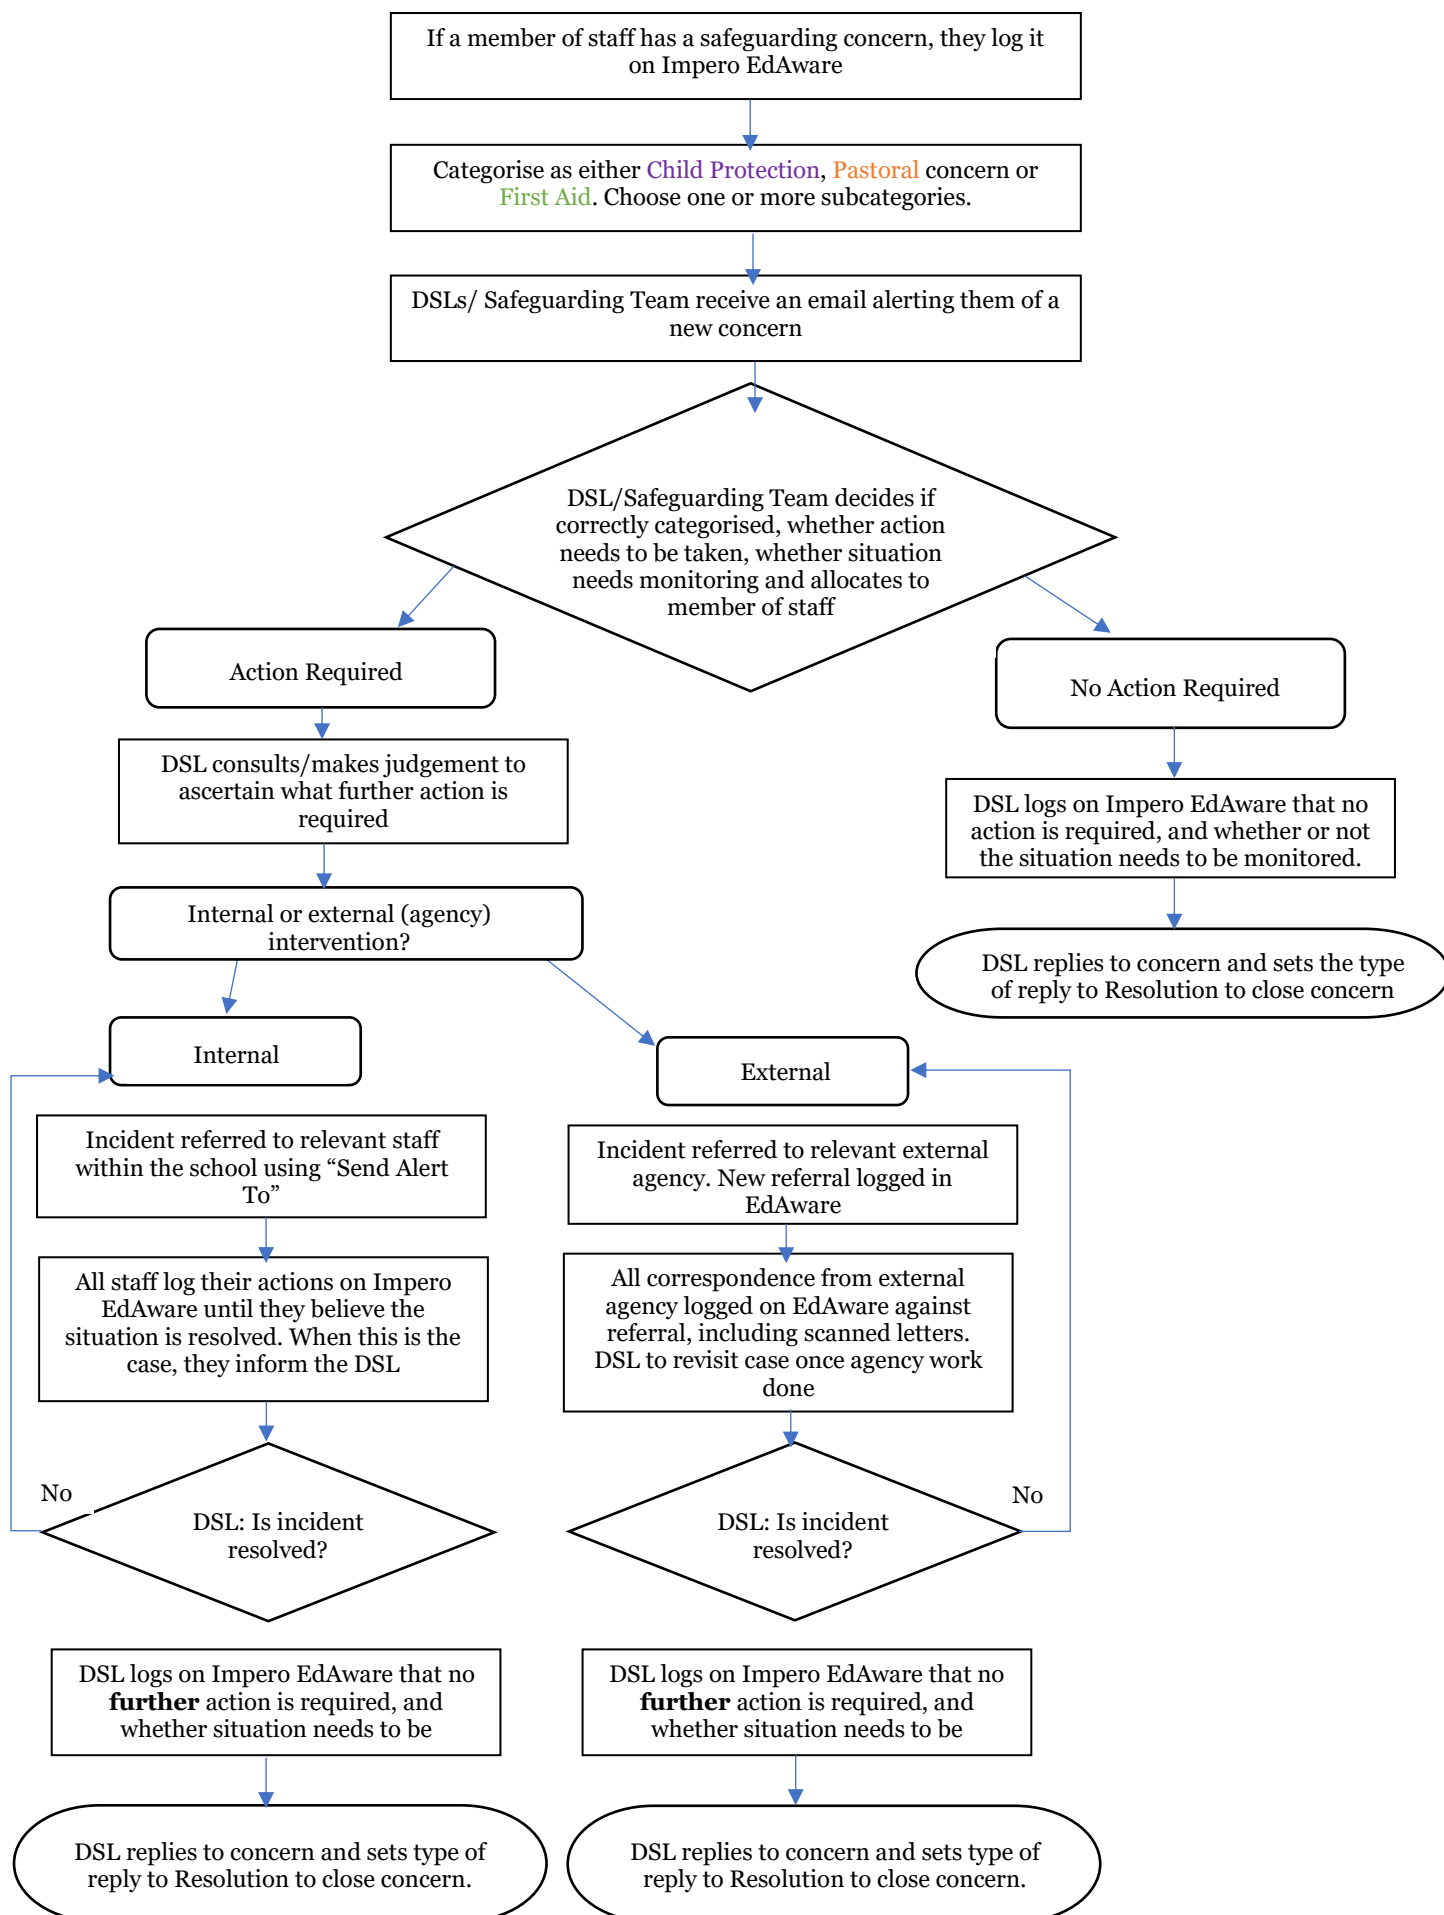 If a member of staff has a safeguarding concern, they log it
on Impero EdAware
Categorise as either Child Protection, Pastoral concern or
First Aid. Choose one or more subcategories.
DSLs/ Safeguarding Team receive an email alerting them of a
new concern
DSL/Safeguarding Team decides if
correctly categorised, whether action
needs to be taken, whether situation
needs monitoring and allocates to
member of staff
Action Required
No Action Required
DSL consults/makes judgement to
ascertain what further action is
required
DSL logs on Impero EdAware that no
action is required, and whether or not
the situation needs to be monitored.
Internal or external (agency)
intervention?
DSL replies to concern and sets the type
of reply to Resolution to close concern
Internal
External
Incident referred to relevant staff
within the school using “Send Alert
To”
Incident referred to relevant external
agency. New referral logged in
EdAware
All staff log their actions on Impero
EdAware until they believe the
situation is resolved. When this is the
case, they inform the DSL
All correspondence from external
agency logged on EdAware against
referral, including scanned letters.
DSL to revisit case once agency work
done
No
DSL: Is incident
resolved?
No
DSL: Is incident
resolved?
DSL logs on Impero EdAware that no
further action is required, and
whether situation needs to be
DSL logs on Impero EdAware that no
further action is required, and
whether situation needs to be
DSL replies to concern and sets type of
reply to Resolution to close concern.
DSL replies to concern and sets type of
reply to Resolution to close concern.